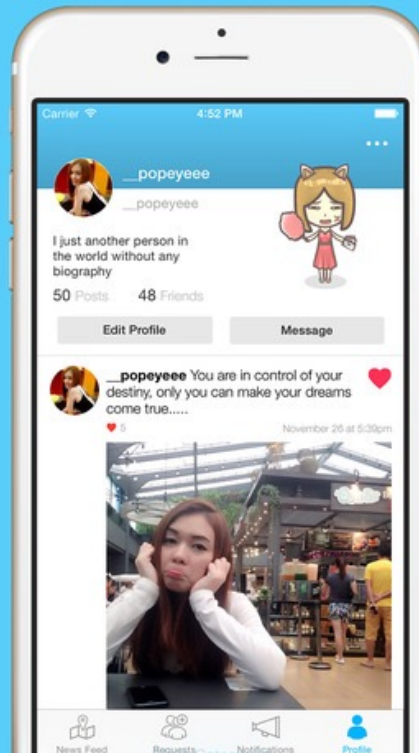 Carrier 4:52 PM
__popeyeee
__popeyeee
I just another person in
the world without any
biography
50 Posts 48 Friends
Edit Profile Message
__popeyeee You are in control of your
destiny, only you can make your dreams
come true.....
5 November 26 at 5:39pm
News Feed Requests Notifications Profile